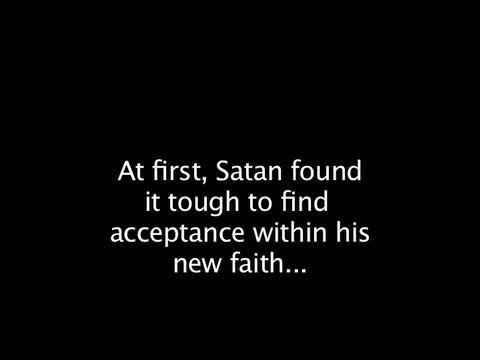 At first, Satan found
it tough to find
acceptance within his
new faith...